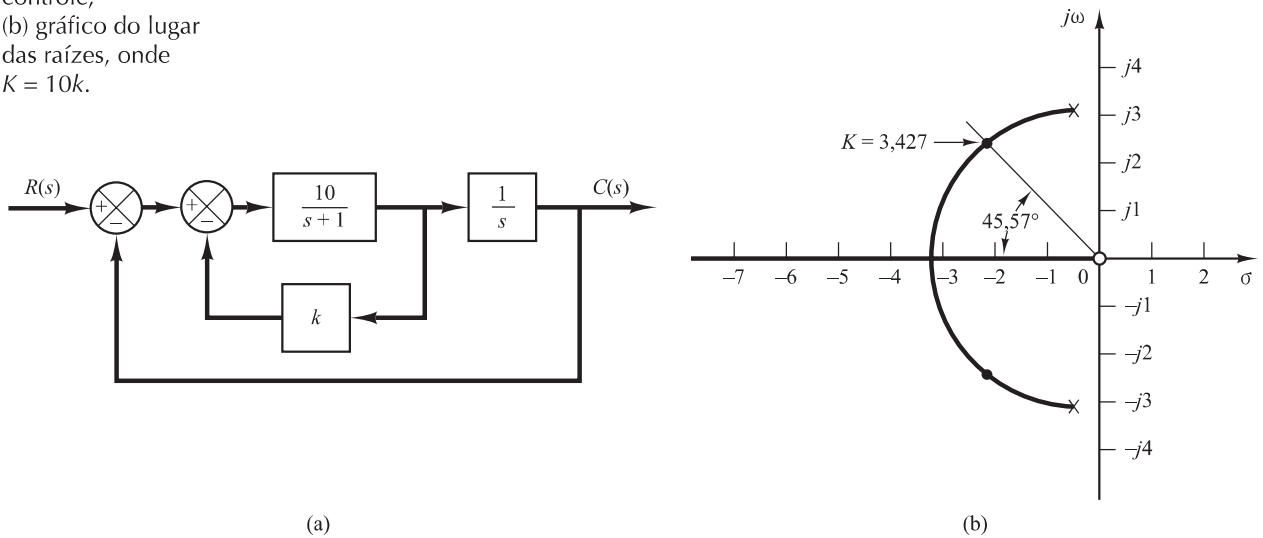 controle,
(b) gráfico do lugar
das raízes, onde
K = 10k.
R(s)
+
–
+
–
10
s + 1
1
s
C(s)
k
(a)
jω
j4
j3
K = 3,427
j2
45,57°
j1
–7 –6 –5 –4 –3 –2 –1 0 1 2 σ
–j1
–j2
–j3
–j4
(b)